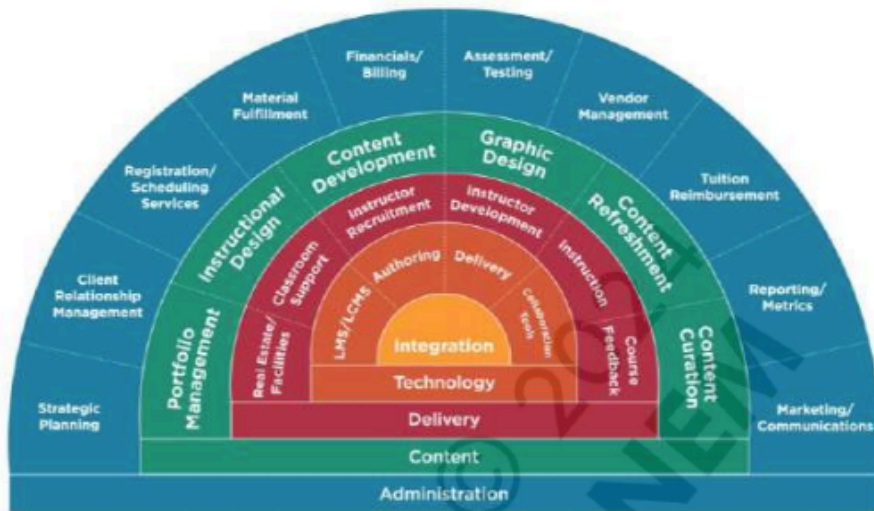 Financials/
Billing
Assessment/
Testing
Material
Fulfillment
Vendor
Management
Registration/
Scheduling
Services
Tuition
Reimbursement
Client
Relationship
Management
Reporting/
Metrics
Strategic
Planning
Marketing/
Communications
Portfolio
Management
Instructional
Design
Content
Development
Graphic
Design
Content
Refreshment
Content
Curation
Real Estate/
Facilities
Classroom
Support
Instructor
Recruitment
Instructor
Development
Instruction
Course
Feedback
LMS/LCMS
Authoring
Delivery
Collaboration
Tools
Integration
Technology
Delivery
Content
Administration
© 2024
NEM